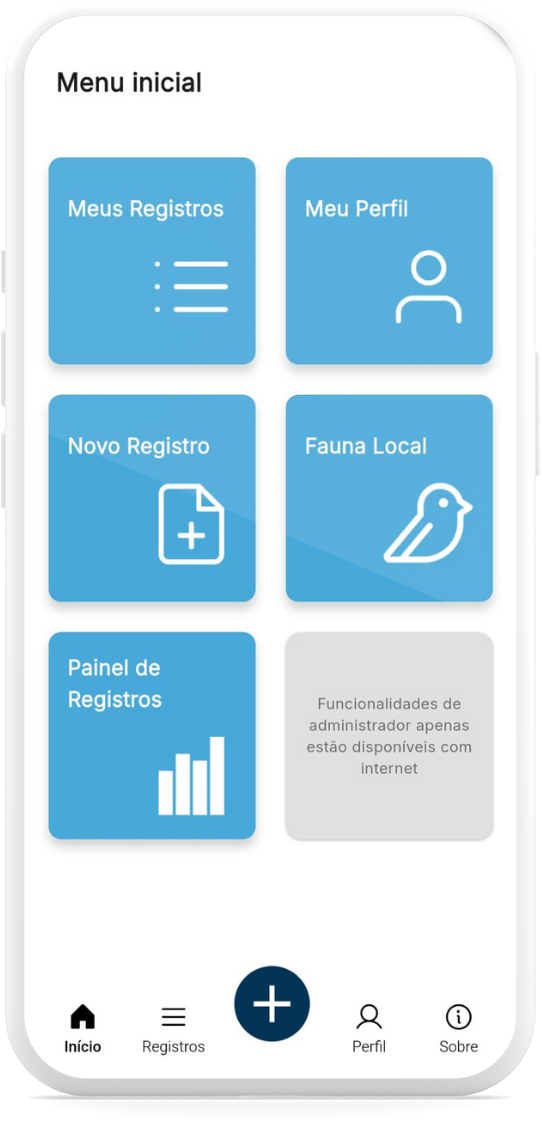 Menu inicial
Meus Registros
Meu Perfil
Novo Registro
Fauna Local
Painel de
Registros
Funcionalidades de
administrador apenas
estão disponíveis com
internet
Início
Registros
Perfil
Sobre